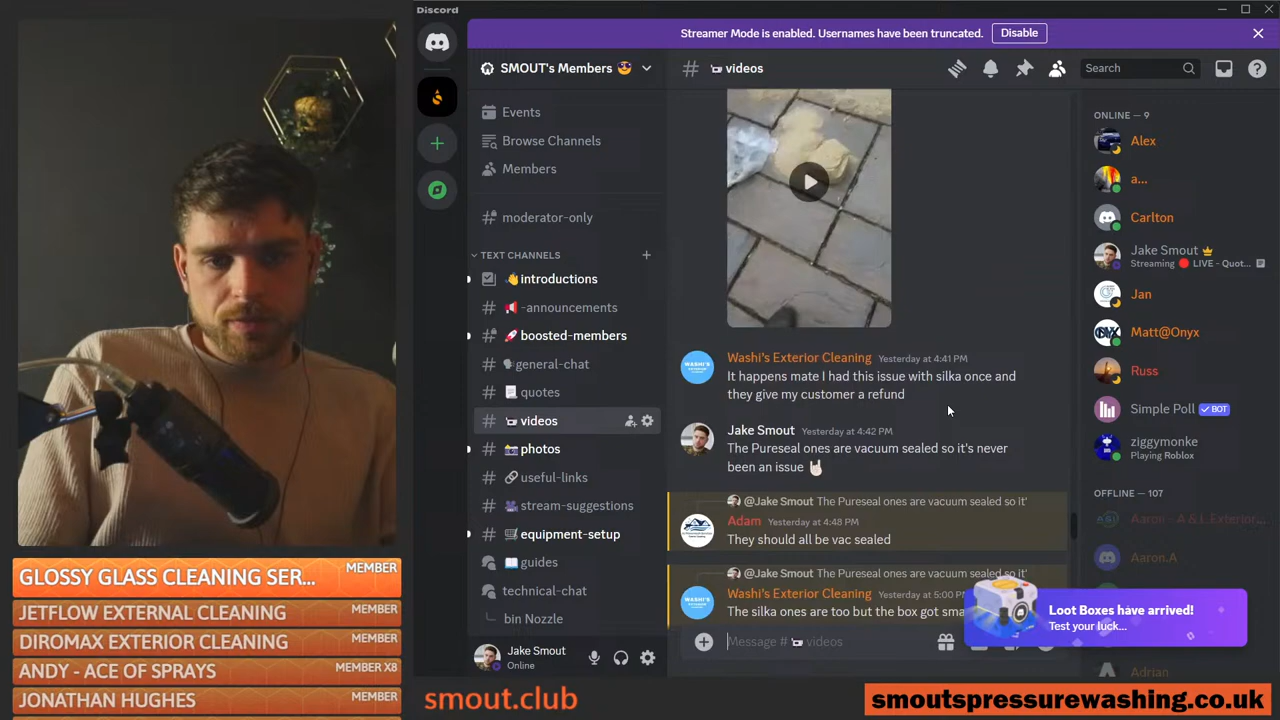 Discord
Streamer Mode is enabled. Usernames have been truncated.
Disable
SMOUT's Members
videos
Search
Events
Browse Channels
Members
moderator-only
TEXT CHANNELS
introductions
-announcements
boosted-members
general-chat
quotes
videos
photos
useful-links
stream-suggestions
equipment-setup
guides
technical-chat
bin Nozzle
Jake Smout
Online
Washi's Exterior Cleaning Yesterday at 4:41 PM
It happens mate I had this issue with silka once and
they give my customer a refund
Jake Smout Yesterday at 4:42 PM
The Pureseal ones are vacuum sealed so it's never
been an issue
@Jake Smout The Pureseal ones are vacuum sealed so it'
Adam Yesterday at 4:48 PM
They should all be vac sealed
@Jake Smout The Pureseal ones are vacuum sealed so it'
Washi's Exterior Cleaning Yesterday at 5:00 PM
The silka ones are too but the box got sma
Message # videos
ONLINE — 9
Alex
a...
Carlton
Jake Smout
Streaming LIVE - Quot...
Jan
Matt@Onyx
Russ
Simple Poll BOT
ziggymonke
Playing Roblox
OFFLINE — 107
Aaron - A & L Exterior...
Aaron.A
Loot Boxes have arrived!
Test your luck...
Adrian
GLOSSY GLASS CLEANING SER... MEMBER
JETFLOW EXTERNAL CLEANING MEMBER
DIROMAX EXTERIOR CLEANING MEMBER
ANDY - ACE OF SPRAYS MEMBER X8
JONATHAN HUGHES MEMBER
smout.club
smoutspressurewashing.co.uk